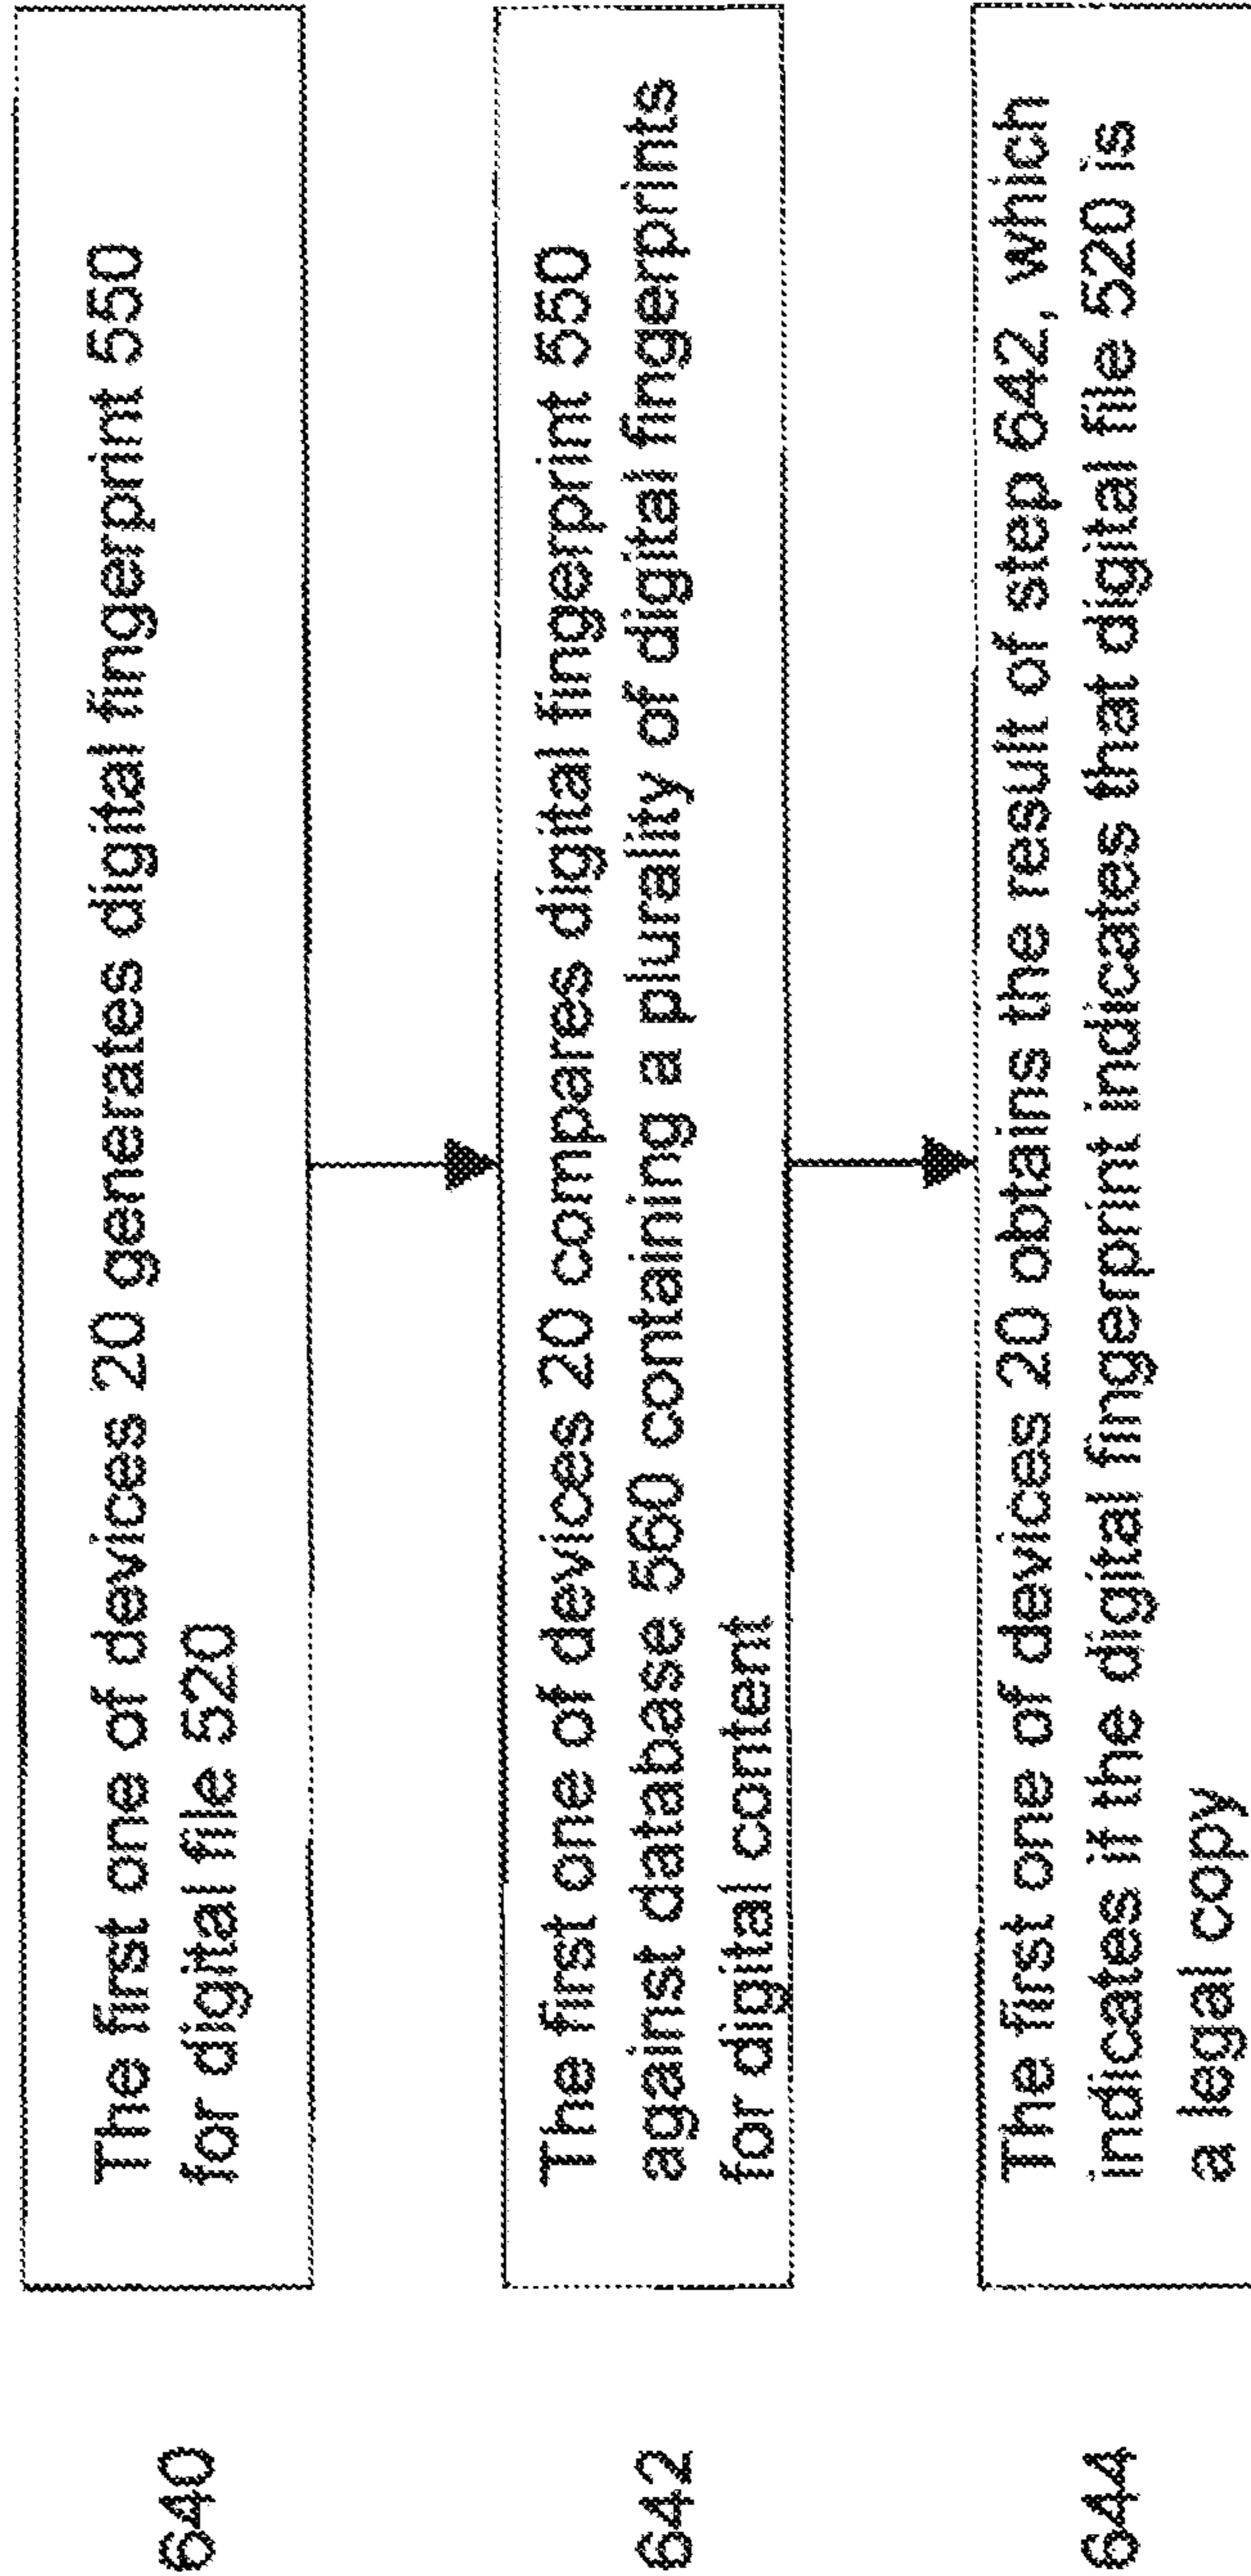 640
The first one of devices 20 generates digital fingerprint 550
for digital file 520
642
The first one of devices 20 compares digital fingerprint 550
against database 560 containing a plurality of digital fingerprints
for digital content
644
The first one of devices 20 obtains the result of step 642, which
indicates if the digital fingerprint indicates that digital file 520 is
a legal copy